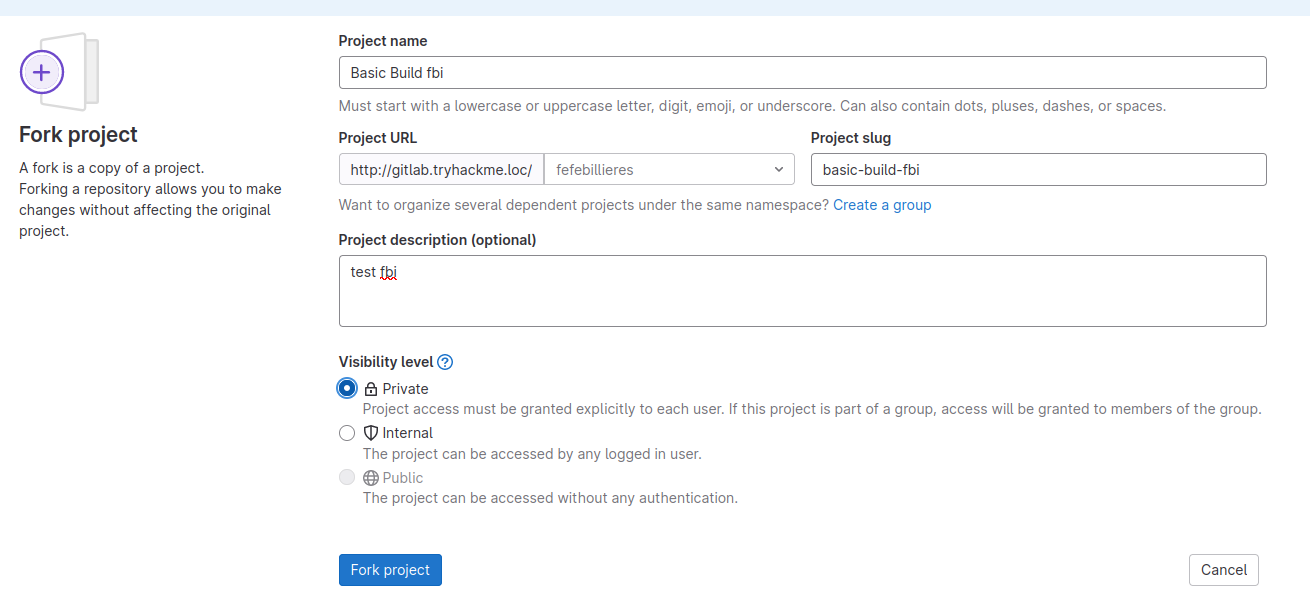 Fork project
A fork is a copy of a project.
Forking a repository allows you to make
changes without affecting the original
project.
Project name
Basic Build fbi
Must start with a lowercase or uppercase letter, digit, emoji, or underscore. Can also contain dots, pluses, dashes, or spaces.
Project URL
http://gitlab.tryhackme.loc/ fefebillieres
Project slug
basic-build-fbi
Want to organize several dependent projects under the same namespace? Create a group
Project description (optional)
test fbi
Visibility level ?
Private
Project access must be granted explicitly to each user. If this project is part of a group, access will be granted to members of the group.
Internal
The project can be accessed by any logged in user.
Public
The project can be accessed without any authentication.
Fork project
Cancel